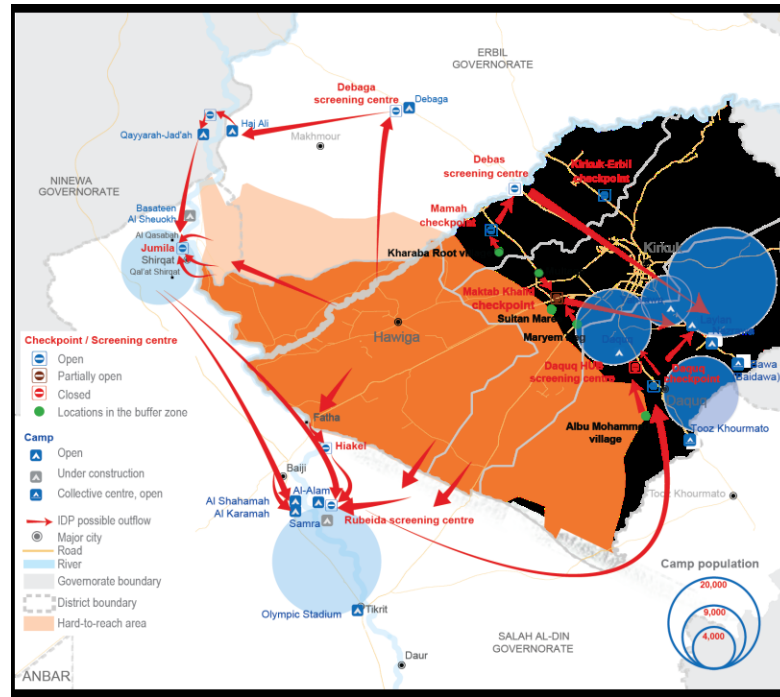 ERBIL
GOVERNORATE
Debaga
screening centre
Debaga
Haj Ali
Qayyarah-Jad'ah
Makhmour
NINEWA
GOVERNORATE
Debas
screening centre
Kirkuk-Erbil
checkpoint
Mamah
checkpoint
Basateen
Al Sheuokh
Al Qasabah
Jumila
Shirqat
Qal'at Shirqat
Kharaba Root
Kirkuk
Maktab Khalid
checkpoint
Sultan Mare
Maryem
Hawiga
Laylan
Daquq HUB
screening centre
Daquq
checkpoint
Daquq
Albu Mohammed
village
Tooz Khourmato
Tooz Khourmato
Fatha
Hiakel
Baiji
Al-Alam
Al Shahamah
Al Karamah
Samra
Rubeida screening centre
Olympic Stadium
Tikrit
Daur
SALAH AL-DIN
GOVERNORATE
ANBAR
Checkpoint / Screening centre
Open
Partially open
Closed
Locations in the buffer zone
Camp
Open
Under construction
Collective centre, open
IDP possible outflow
Major city
Road
River
Governorate boundary
District boundary
Hard-to-reach area
Camp population
20,000
9,000
4,000